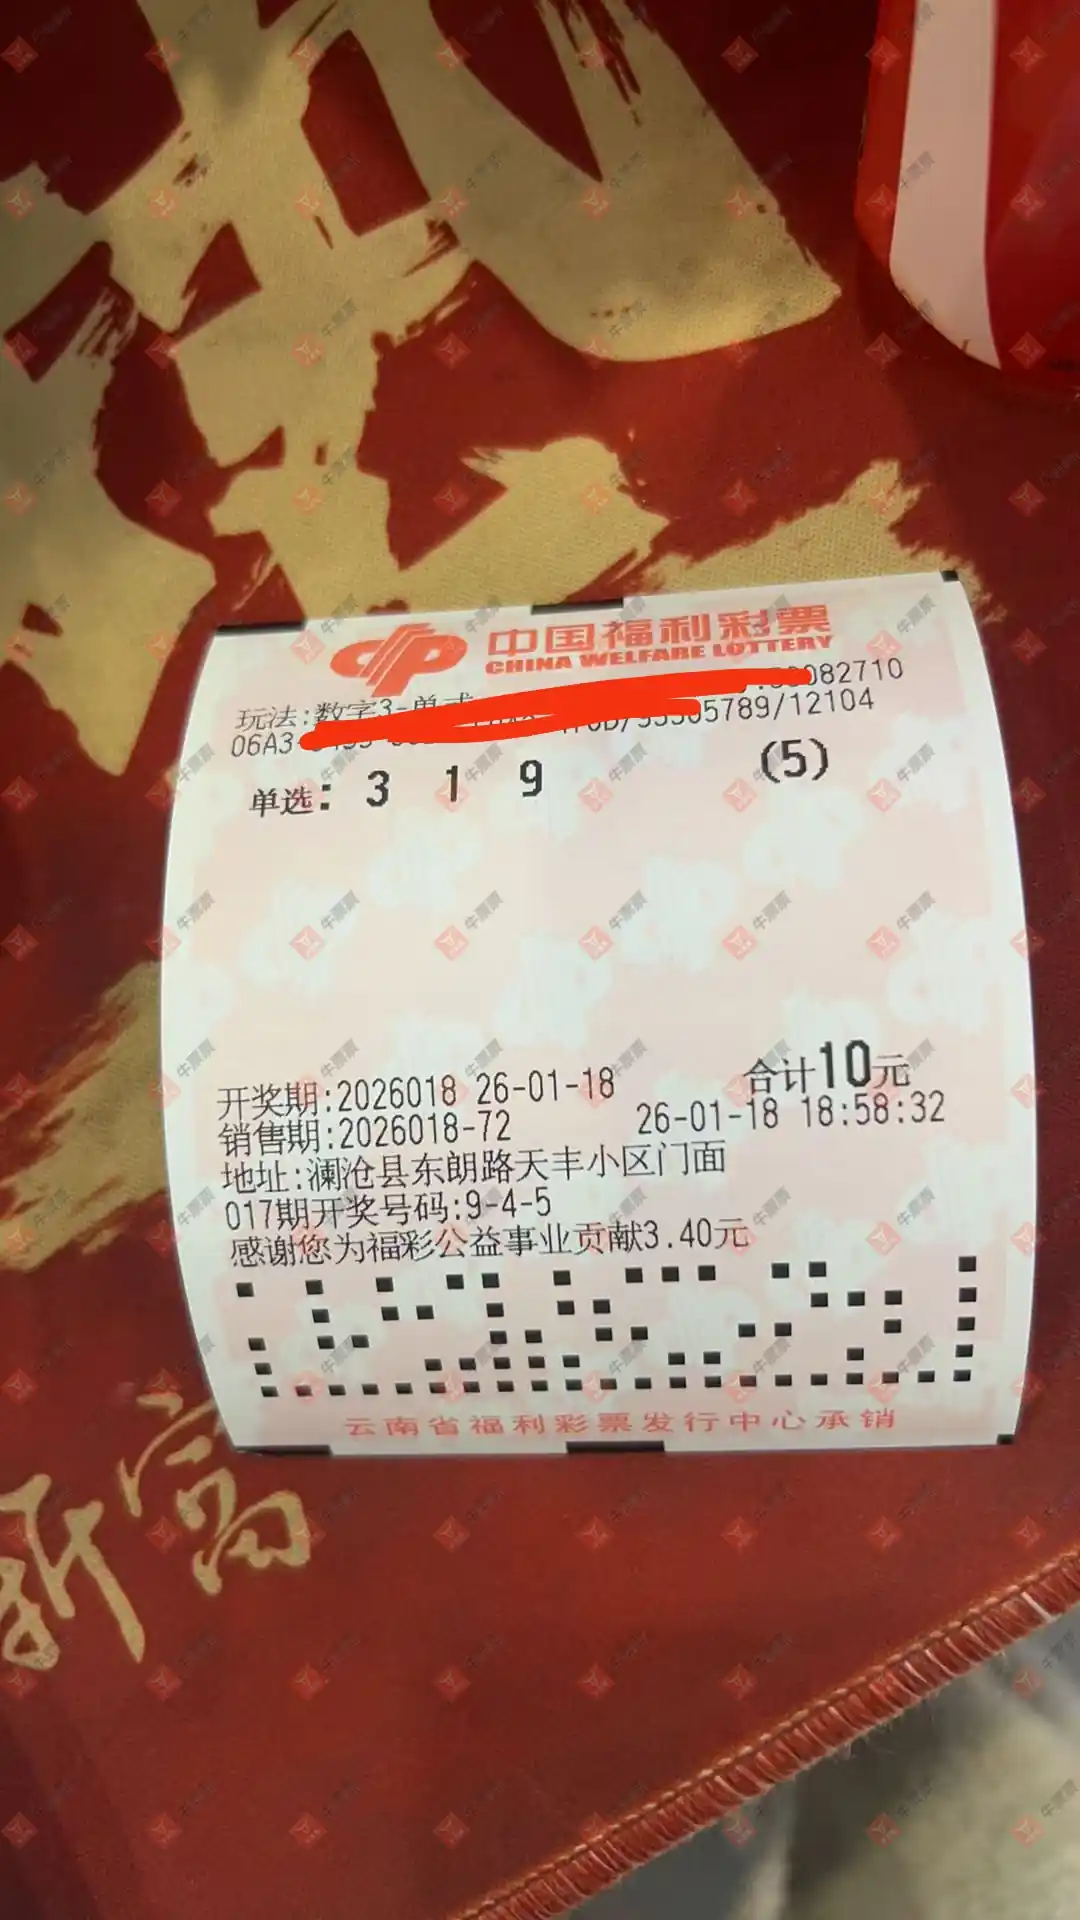 中国福利彩票
CHINA WELFARE LOTTERY
玩法:数字3-单式
082710
06A3
5789/12104
单选: 3 1 9 (5)
合计10元
开奖期:2026018 26-01-18
销售期:2026018-72 26-01-18 18:58:32
地址:澜沧县东朗路天丰小区门面
017期开奖号码:9-4-5
感谢您为福彩公益事业贡献3.40元
云南省福利彩票发行中心承销
新
富
牛票票